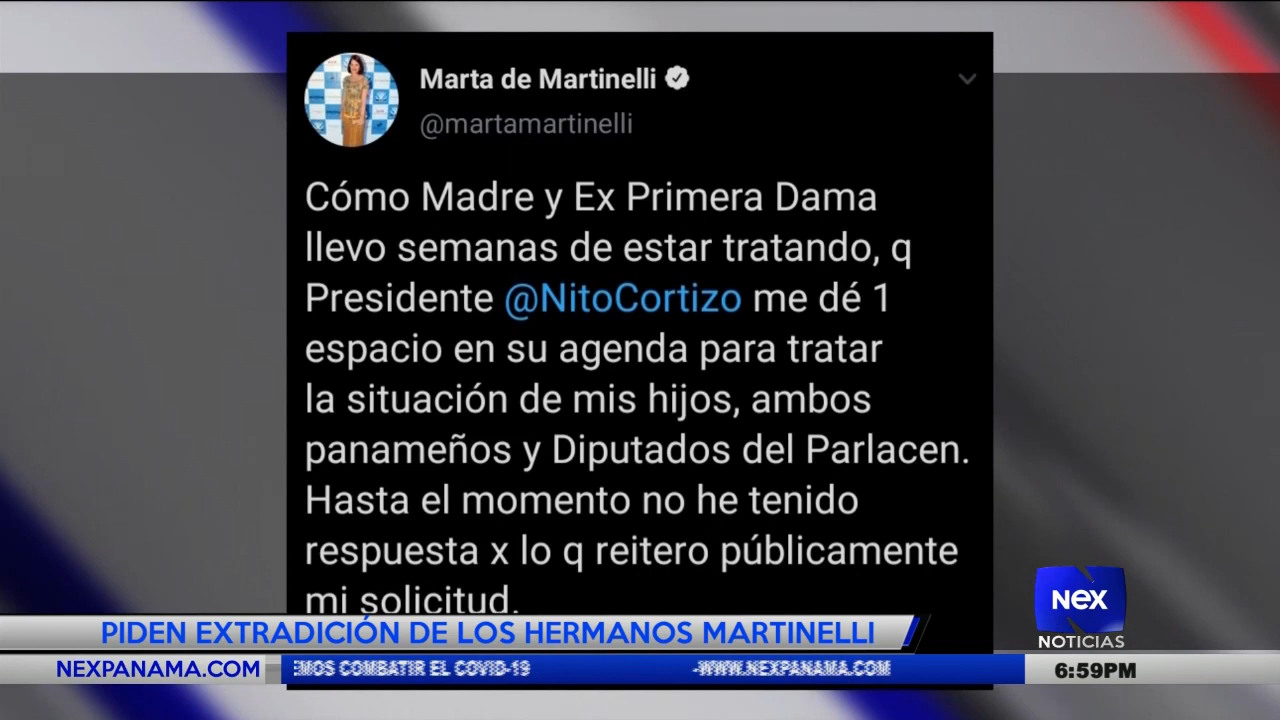 Marta de Martinelli
@martamartinelli
Cómo Madre y Ex Primera Dama
llevo semanas de estar tratando, q
Presidente @NitoCortizo me dé 1
espacio en su agenda para tratar
la situación de mis hijos, ambos
panameños y Diputados del Parlacen.
Hasta el momento no he tenido
respuesta x lo q reitero públicamente
mi solicitud.
NEX
NOTICIAS
PIDEN EXTRADICIÓN DE LOS HERMANOS MARTINELLI
NEXPANAMA.COM
EMOS COMBATIR EL COVID-19 -WWW.NEXPANAMA.COM
6:59PM